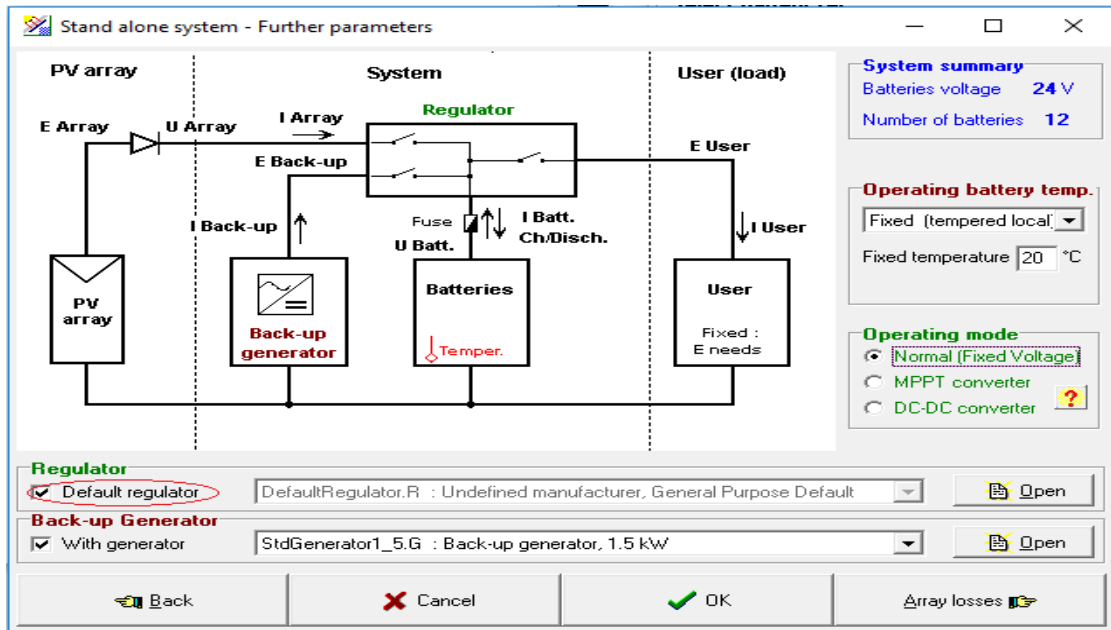 Stand alone system - Further parameters
PV array
System
User (load)
E Array
U Array
I Array
Regulator
E Back-up
E User
I Back-up
Fuse
I Batt.
Ch/Disch.
U Batt.
I User
PV
array
Back-up
generator
Batteries
Temper.
User
Fixed :
E needs
System summary
Batteries voltage 24 V
Number of batteries 12
Operating battery temp.
Fixed (tempered local)
Fixed temperature 20 °C
Operating mode
Normal (Fixed Voltage)
MPPT converter
DC-DC converter
?
Regulator
Default regulator
DefaultRegulator.R : Undefined manufacturer, General Purpose Default
Open
Back-up Generator
With generator
StdGenerator1_5.G : Back-up generator, 1.5 kW
Open
Back
Cancel
OK
Array losses